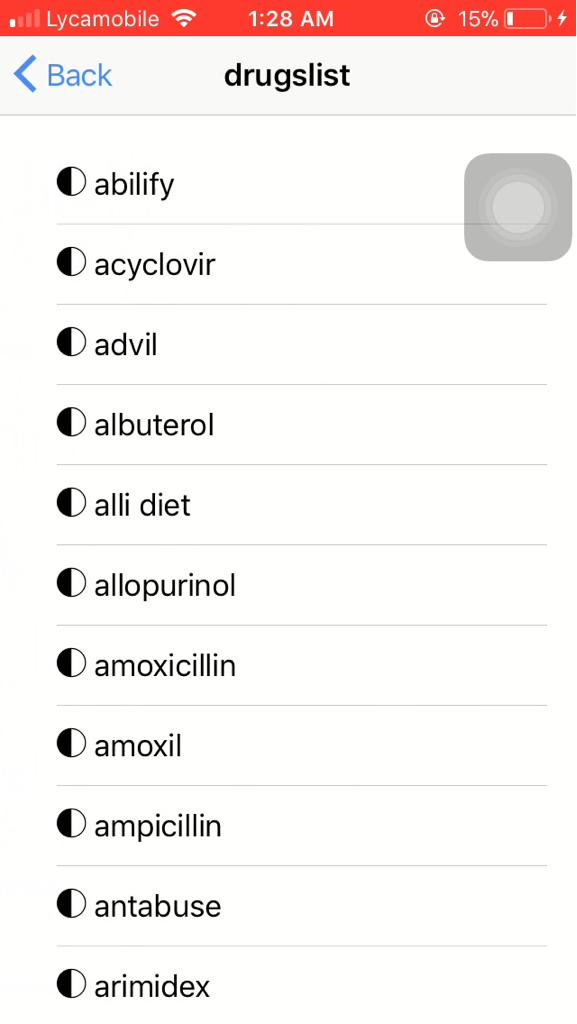 Lycamobile 1:28 AM 15%
Back drugslist
abilify
acyclovir
advil
albuterol
alli diet
allopurinol
amoxicillin
amoxil
ampicillin
antabuse
arimidex